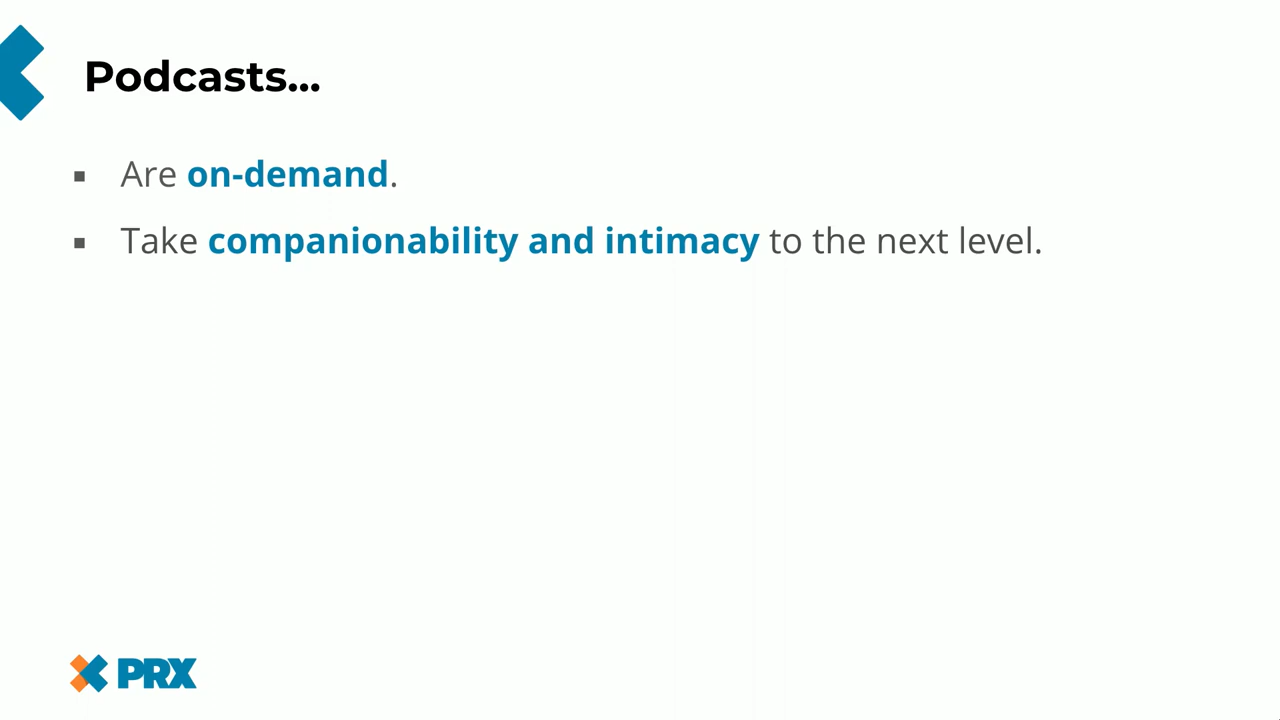 Podcasts...
Are on-demand.
Take companionability and intimacy to the next level.
PRX